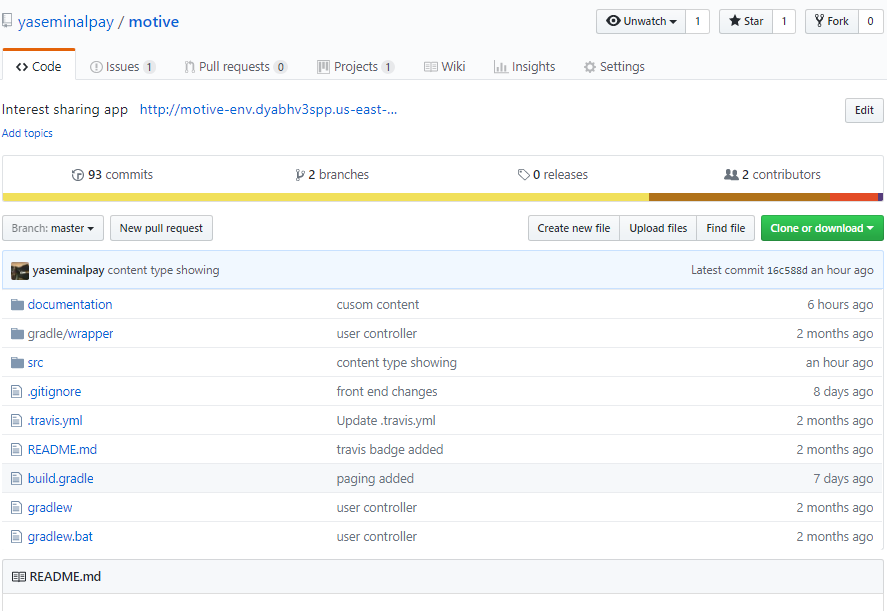 yaseminalpay / motive
Unwatch 1 Star 1 Fork 0
Code Issues 1 Pull requests 0 Projects 1 Wiki Insights Settings
Interest sharing app http://motive-env.dyabhv3spp.us-east-... Edit
Add topics
93 commits 2 branches 0 releases 2 contributors
Branch: master New pull request Create new file Upload files Find file Clone or download
yaseminalpay content type showing Latest commit 16c588d an hour ago
documentation cusom content 6 hours ago
gradle/wrapper user controller 2 months ago
src content type showing an hour ago
.gitignore front end changes 8 days ago
.travis.yml Update .travis.yml 2 months ago
README.md travis badge added 2 months ago
build.gradle paging added 7 days ago
gradlew user controller 2 months ago
gradlew.bat user controller 2 months ago
README.md